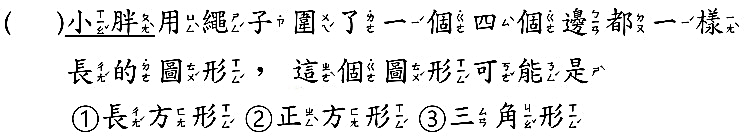 (　　)小胖用繩子圍了一個四個邊都一樣
長的圖形，這個圖形可能是
①長方形 ②正方形 ③三角形